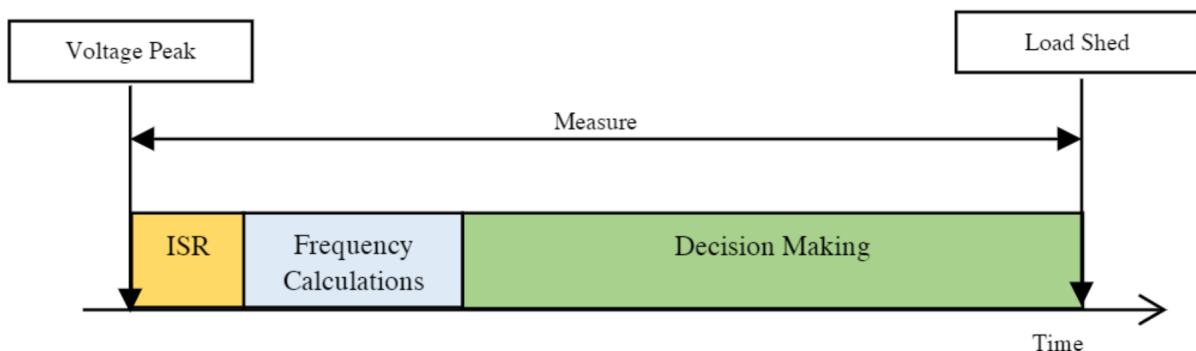 Voltage Peak
Load Shed
Measure
ISR
Frequency
Calculations
Decision Making
Time